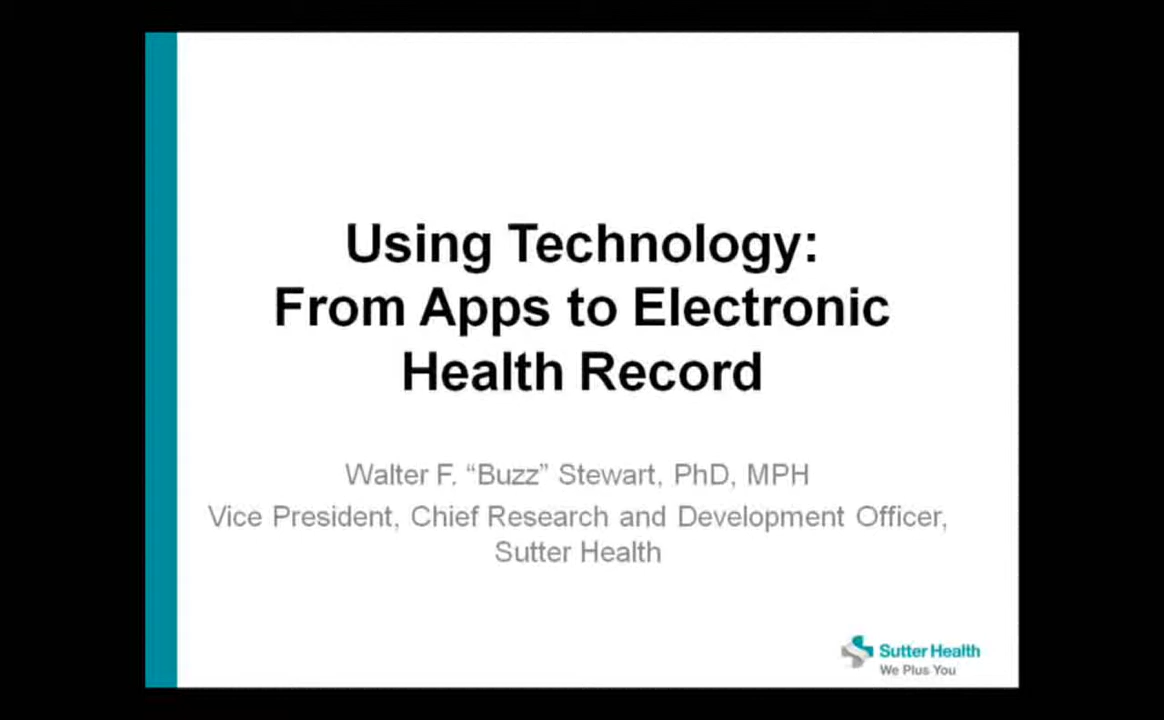 Using Technology:
From Apps to Electronic
Health Record
Walter F. “Buzz” Stewart, PhD, MPH
Vice President, Chief Research and Development Officer,
Sutter Health
Sutter Health
We Plus You